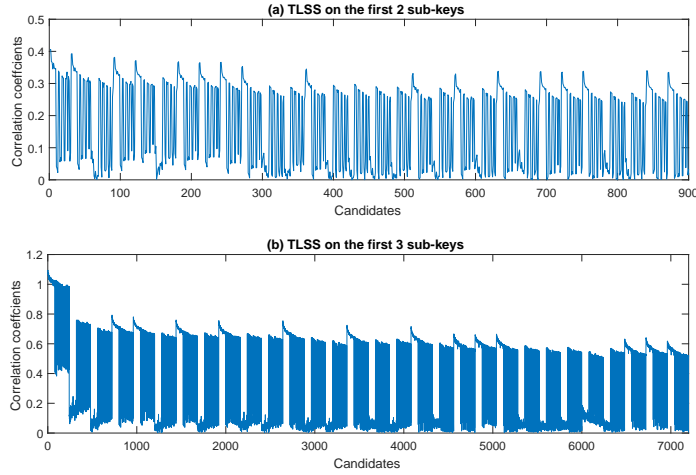 (a) TLSS on the first 2 sub-keys
0.5
0.4
0.3
0.2
0.1
0
Correlation coeffcients
0 100 200 300 400 500 600 700 800 900
Candidates
(b) TLSS on the first 3 sub-keys
1.2
1
0.8
0.6
0.4
0.2
0
Correlation coeffcients
0 1000 2000 3000 4000 5000 6000 7000
Candidates